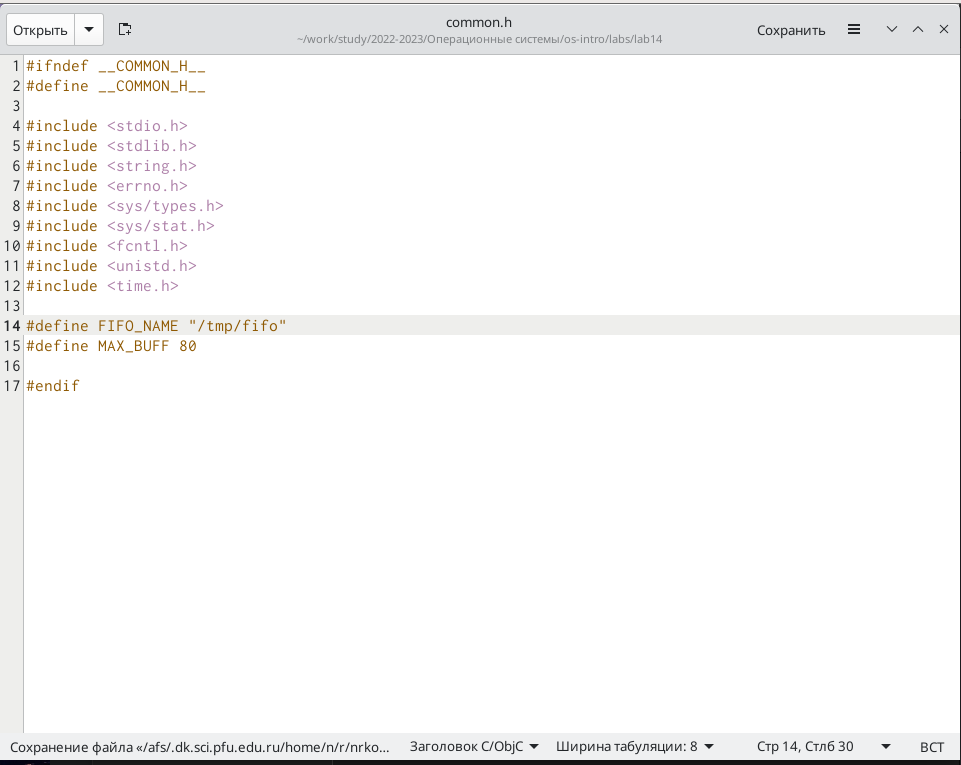 Открыть
common.h
~/work/study/2022-2023/Операционные системы/os-intro/labs/lab14
Сохранить
1 #ifndef __COMMON_H__
2 #define __COMMON_H__
3
4 #include <stdio.h>
5 #include <stdlib.h>
6 #include <string.h>
7 #include <errno.h>
8 #include <sys/types.h>
9 #include <sys/stat.h>
10 #include <fcntl.h>
11 #include <unistd.h>
12 #include <time.h>
13
14 #define FIFO_NAME "/tmp/fifo"
15 #define MAX_BUFF 80
16
17 #endif
Сохранение файла «/afs/.dk.sci.pfu.edu.ru/home/n/r/nrko... Заголовок C/ObjC Ширина табуляции: 8 Стр 14, Стлб 30 ВСТ